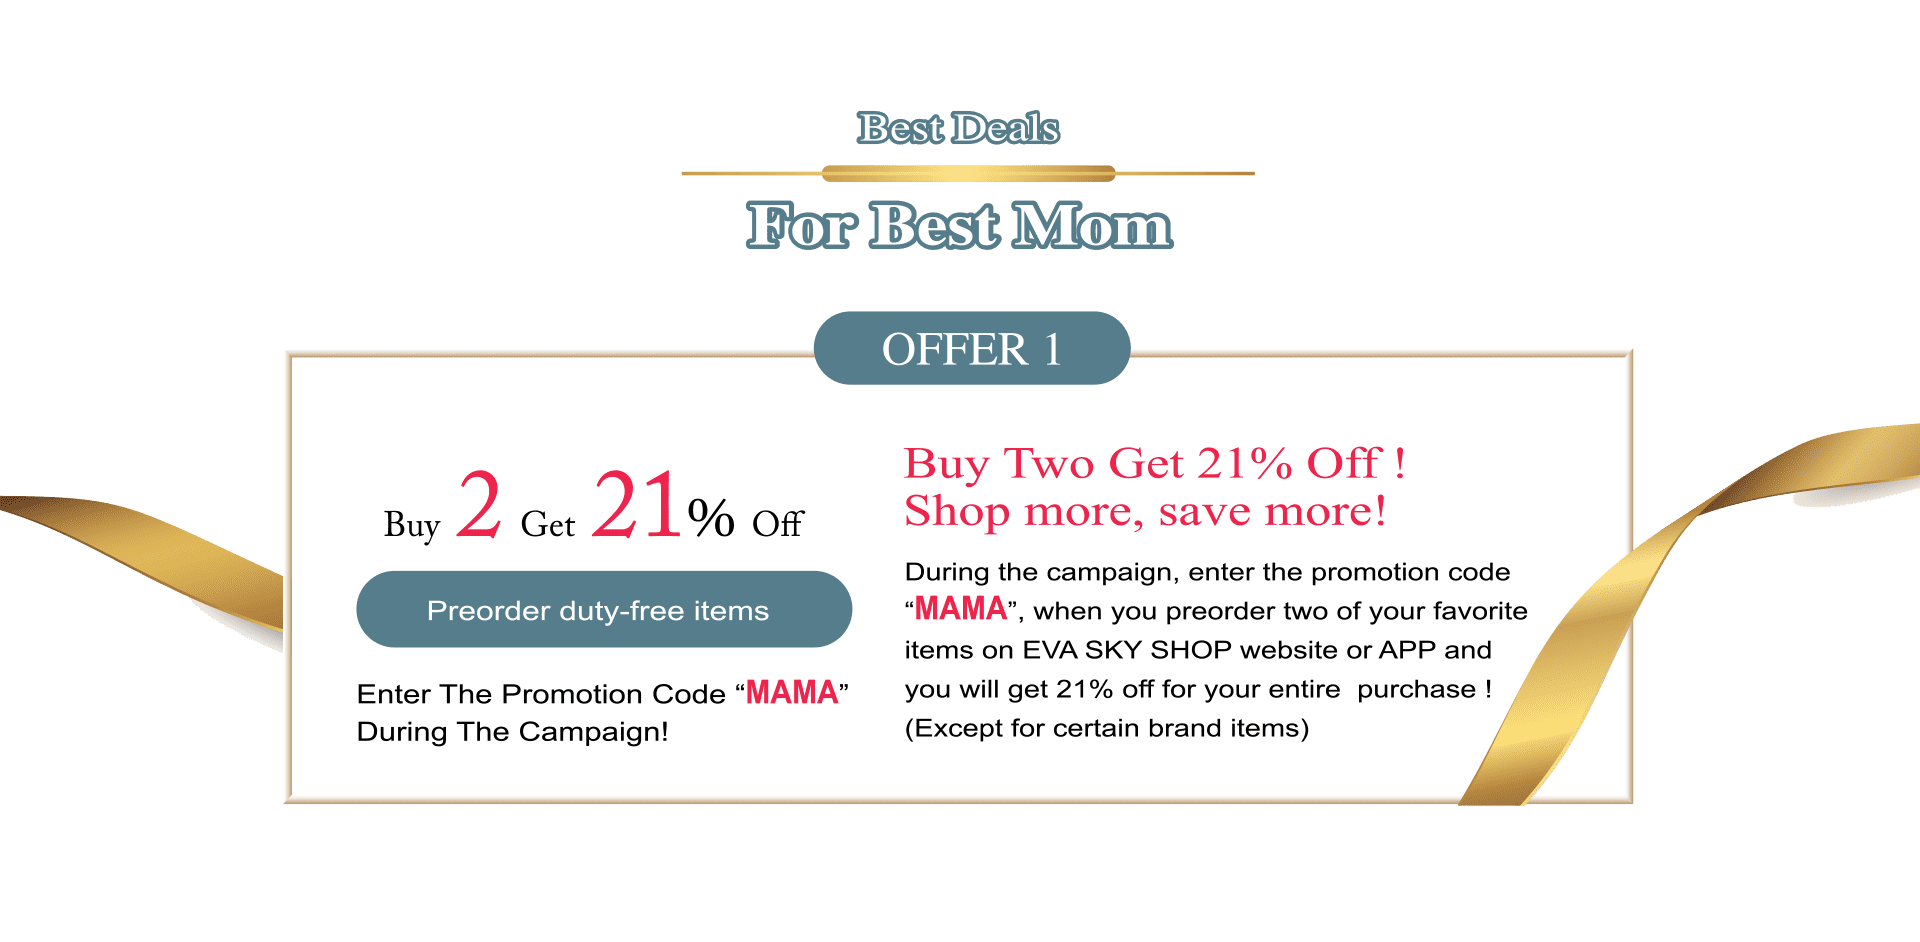 Best Deals
For Best Mom
OFFER 1
Buy 2 Get 21% Off
Preorder duty-free items
Enter The Promotion Code “MAMA”
During The Campaign!
Buy Two Get 21% Off !
Shop more, save more!
During the campaign, enter the promotion code
“MAMA”, when you preorder two of your favorite
items on EVA SKY SHOP website or APP and
you will get 21% off for your entire  purchase !
(Except for certain brand items)